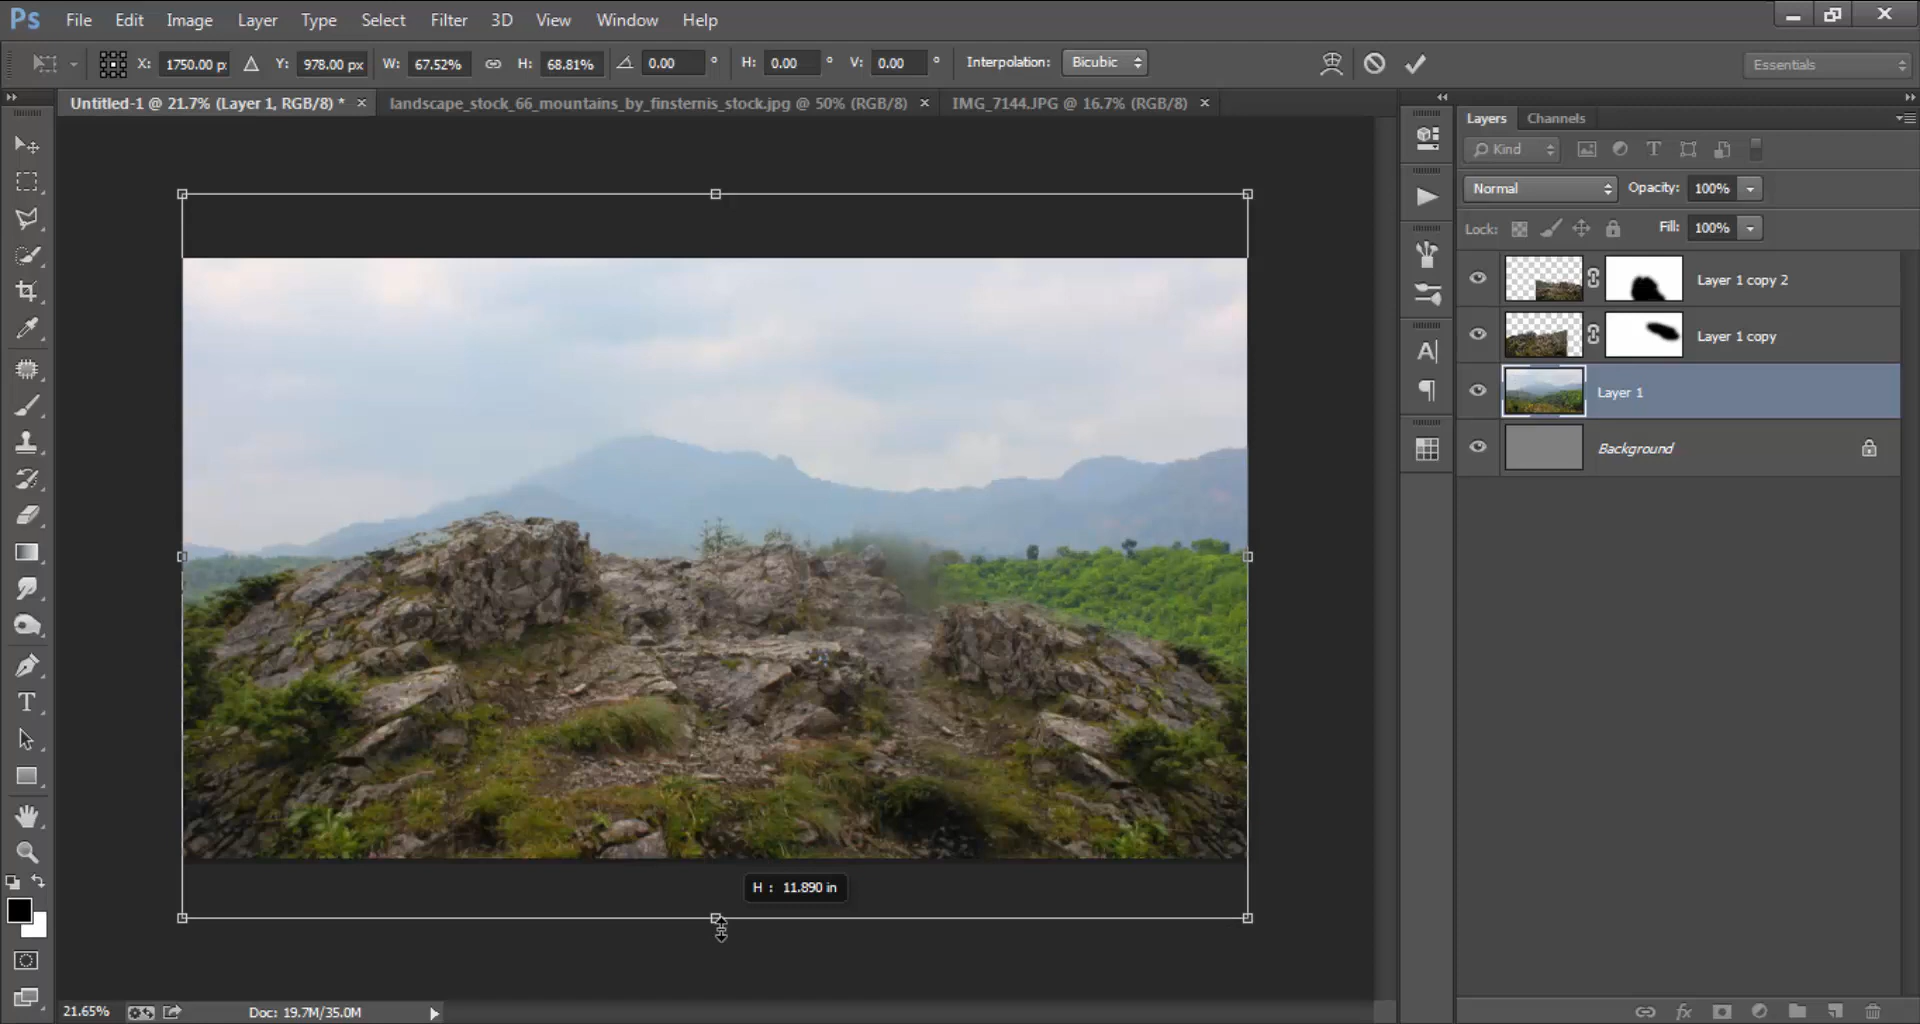 Ps File Edit Image Layer Type Select Filter 3D View Window Help
X: 1750.00 p Y: 978.00 px W: 67.52% H: 68.81% 0.00 ° H: 0.00 ° V: 0.00 ° Interpolation: Bicubic Essentials
Untitled-1 @ 21.7% (Layer 1, RGB/8) * × landscape_stock_66_mountains_by_finsternis_stock.jpg @ 50% (RGB/8) × IMG_7144.JPG @ 16.7% (RGB/8) ×
Layers Channels
Kind
Normal Opacity: 100%
Lock: Fill: 100%
Layer 1 copy 2
Layer 1 copy
Layer 1
Background
H : 11.890 in
21.65% Doc: 19.7M/35.0M